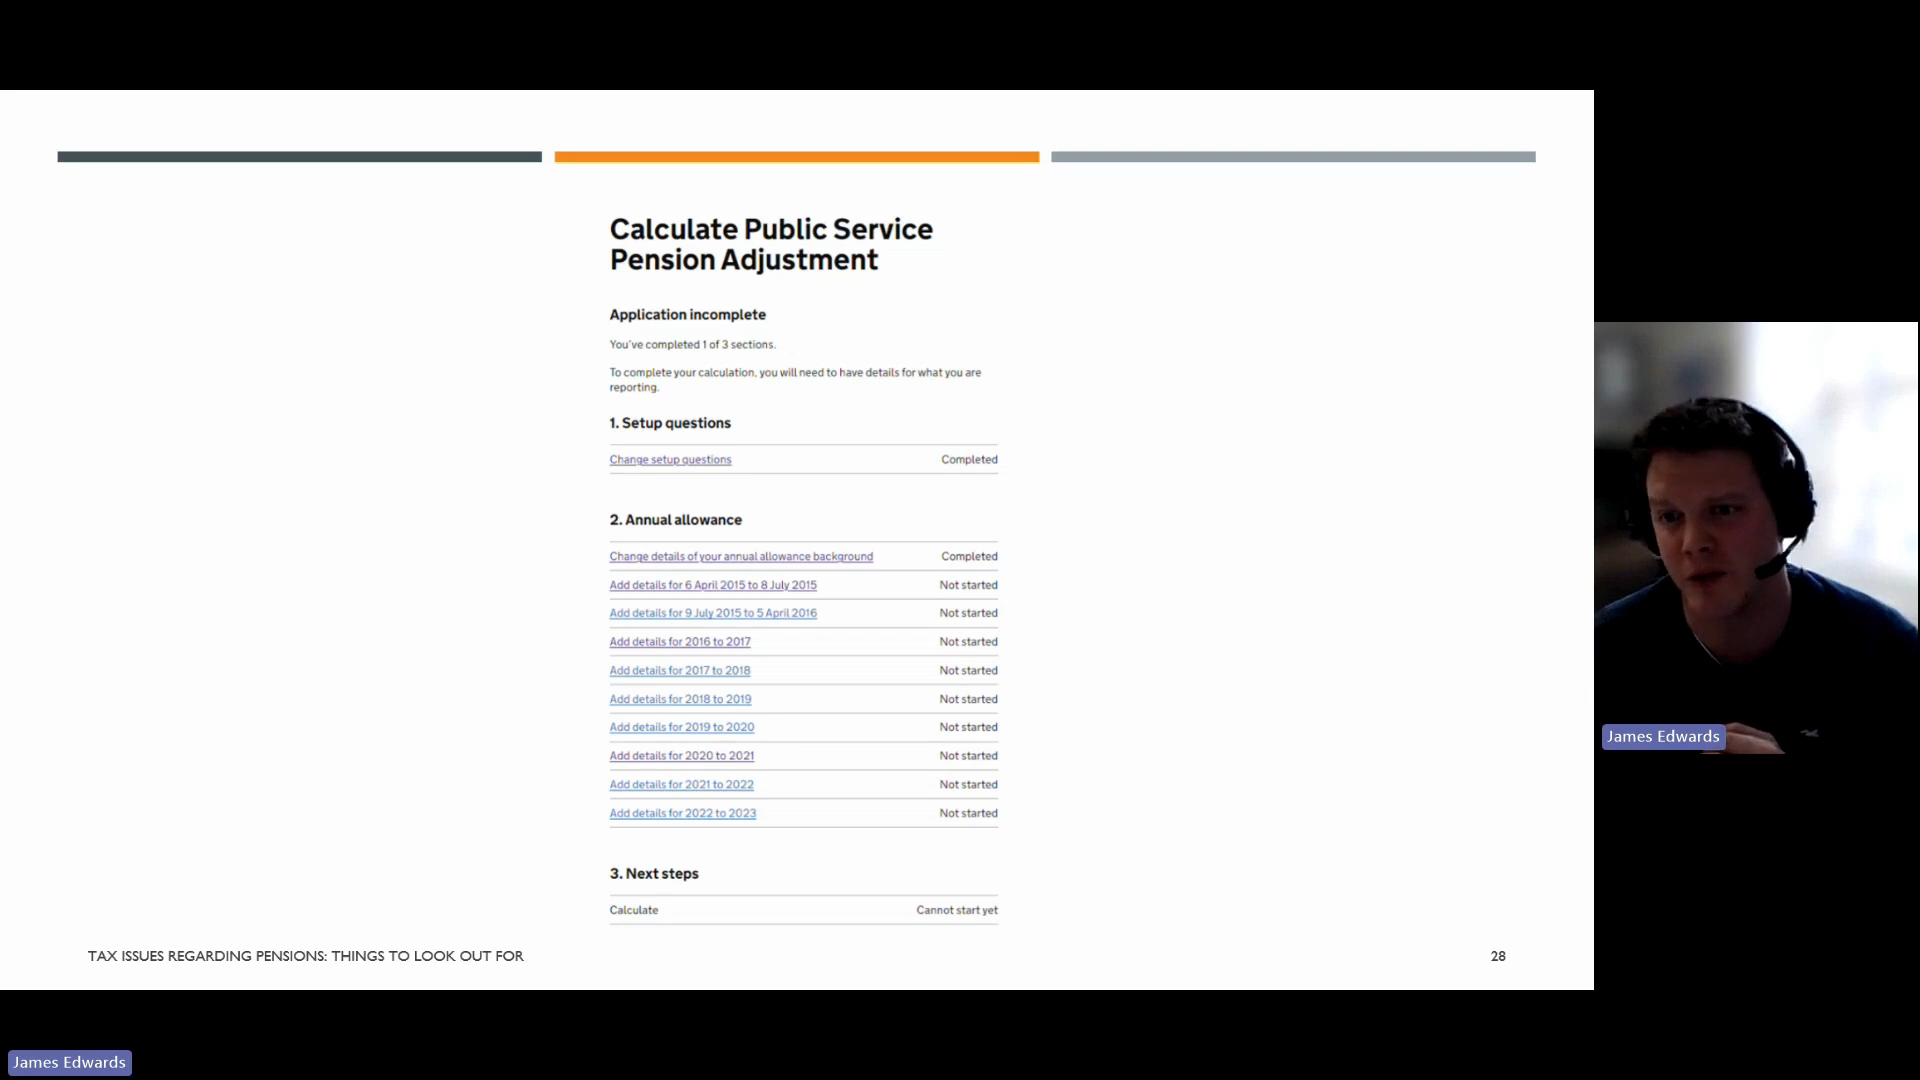 Calculate Public Service
Pension Adjustment
Application incomplete
You've completed 1 of 3 sections.
To complete your calculation, you will need to have details for what you are
reporting.
1. Setup questions
Change setup questions Completed
2. Annual allowance
Change details of your annual allowance background Completed
Add details for 6 April 2015 to 8 July 2015 Not started
Add details for 9 July 2015 to 5 April 2016 Not started
Add details for 2016 to 2017 Not started
Add details for 2017 to 2018 Not started
Add details for 2018 to 2019 Not started
Add details for 2019 to 2020 Not started
Add details for 2020 to 2021 Not started
Add details for 2021 to 2022 Not started
Add details for 2022 to 2023 Not started
3. Next steps
Calculate Cannot start yet
TAX ISSUES REGARDING PENSIONS: THINGS TO LOOK OUT FOR 28
James Edwards
James Edwards